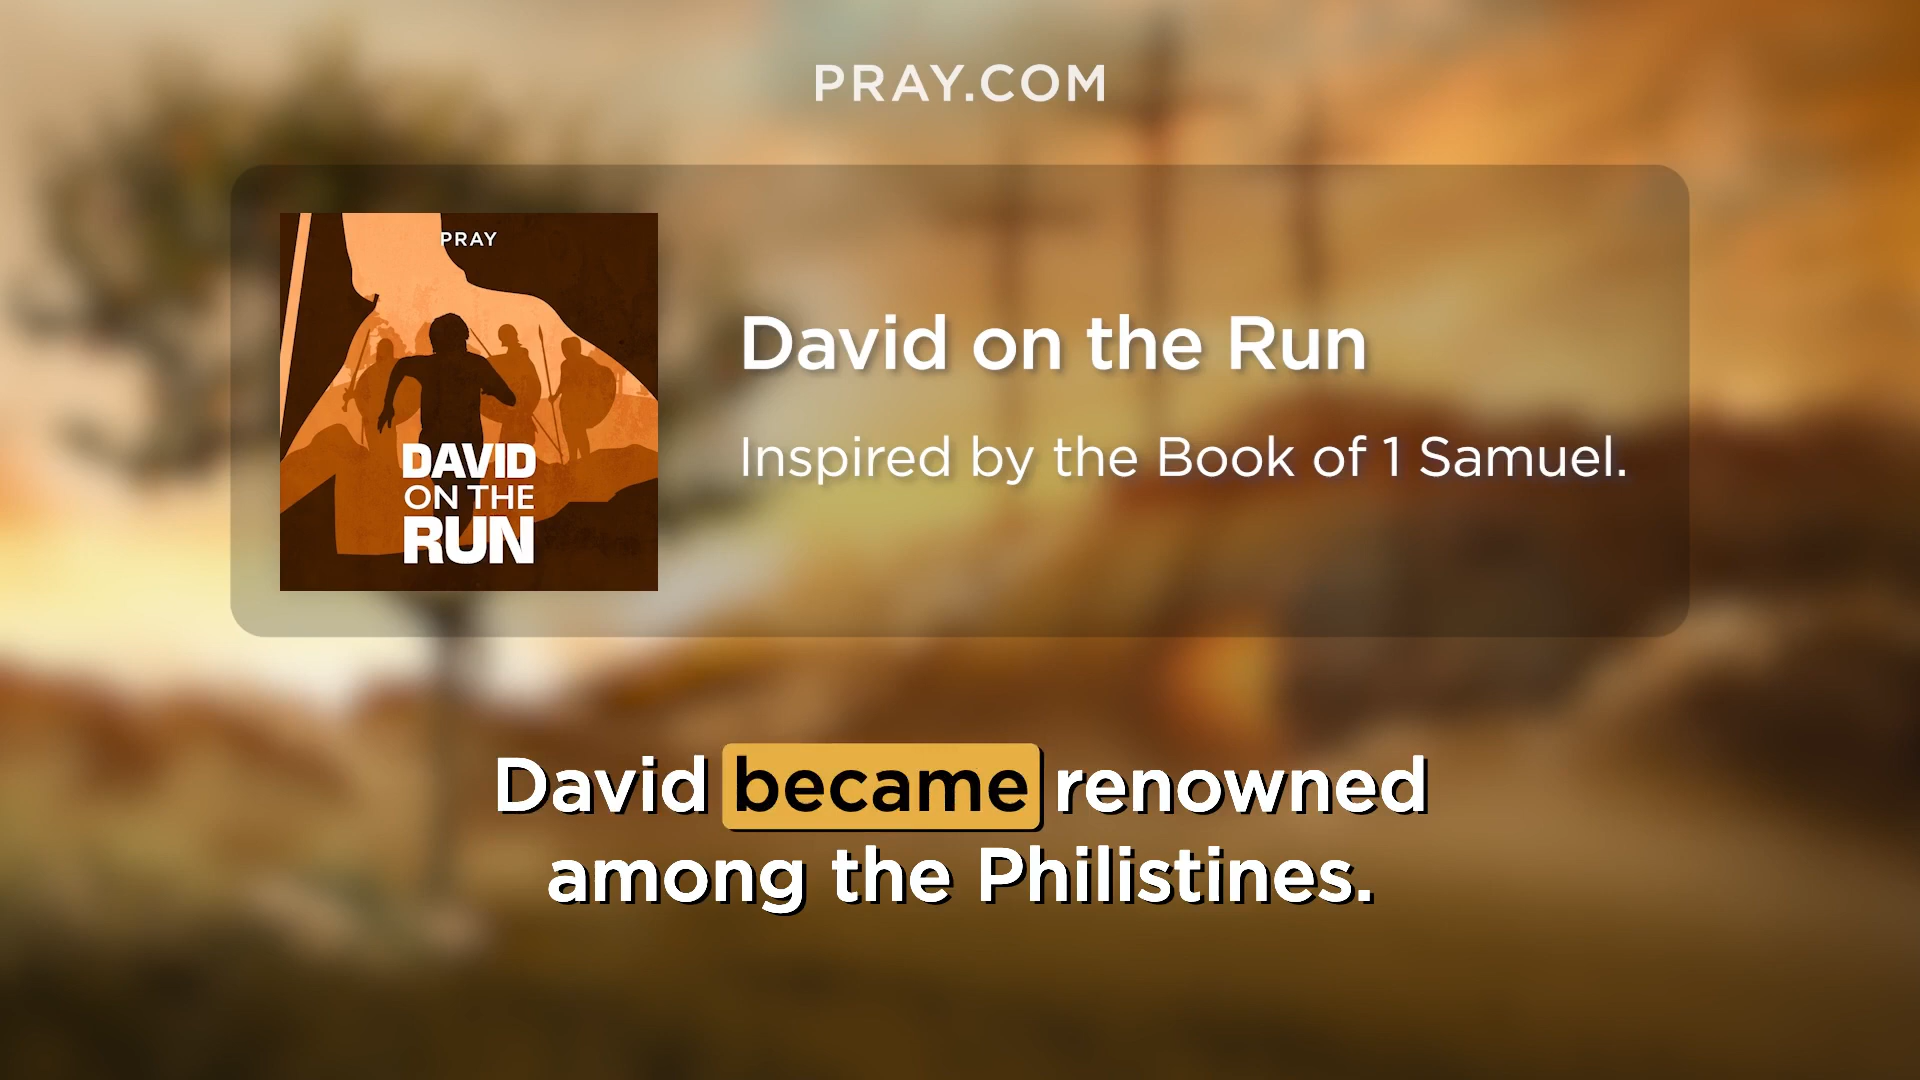 PRAY.COM
PRAY
DAVID
ON THE
RUN
David on the Run
Inspired by the Book of 1 Samuel.
David became renowned
among the Philistines.